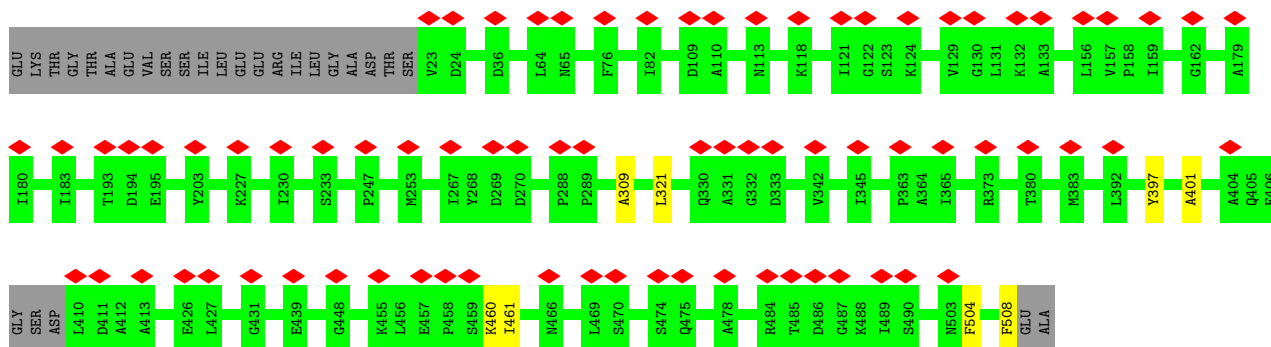 GLU LYS THR GLY THR ALA GLU VAL SER SER ILE LEU GLU GLU ARG ILE LEU GLY ALA ASP THR SER V23 D24 D36 L64 N65 F76 I82 D109 A110 N113 K118 I121 G122 S123 K124 V129 G130 L131 K132 A133 L156 V157 P158 I159 G162 A179
I180 I183 T193 D194 E195 Y203 K227 I230 S233 P247 M253 I267 Y268 D269 D270 P288 P289 A309 L321 Q330 A331 G332 D333 V342 I345 P363 A364 I365 R373 T380 M383 L392 Y397 A401 A404 Q405 F406
GLY SER ASP L410 D411 A412 A413 E426 L427 G431 E439 G448 K455 L456 E457 P458 S459 K460 I461 N466 L469 S470 S474 Q475 A478 R484 T485 D486 G487 K488 I489 S490 N503 F504 F508 GLU ALA